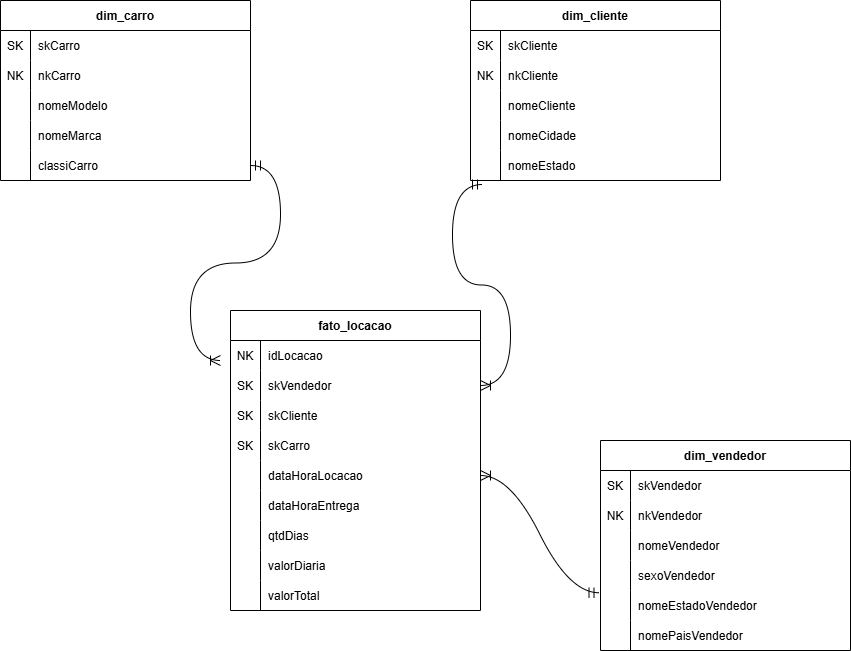 dim_carro
SK skCarro
NK nkCarro
nomeModelo
nomeMarca
classiCarro
dim_cliente
SK skCliente
NK nkCliente
nomeCliente
nomeCidade
nomeEstado
fato_locacao
NK idLocacao
SK skVendedor
SK skCliente
SK skCarro
dataHoraLocacao
dataHoraEntrega
qtdDias
valorDiaria
valorTotal
dim_vendedor
SK skVendedor
NK nkVendedor
nomeVendedor
sexoVendedor
nomeEstadoVendedor
nomePaisVendedor